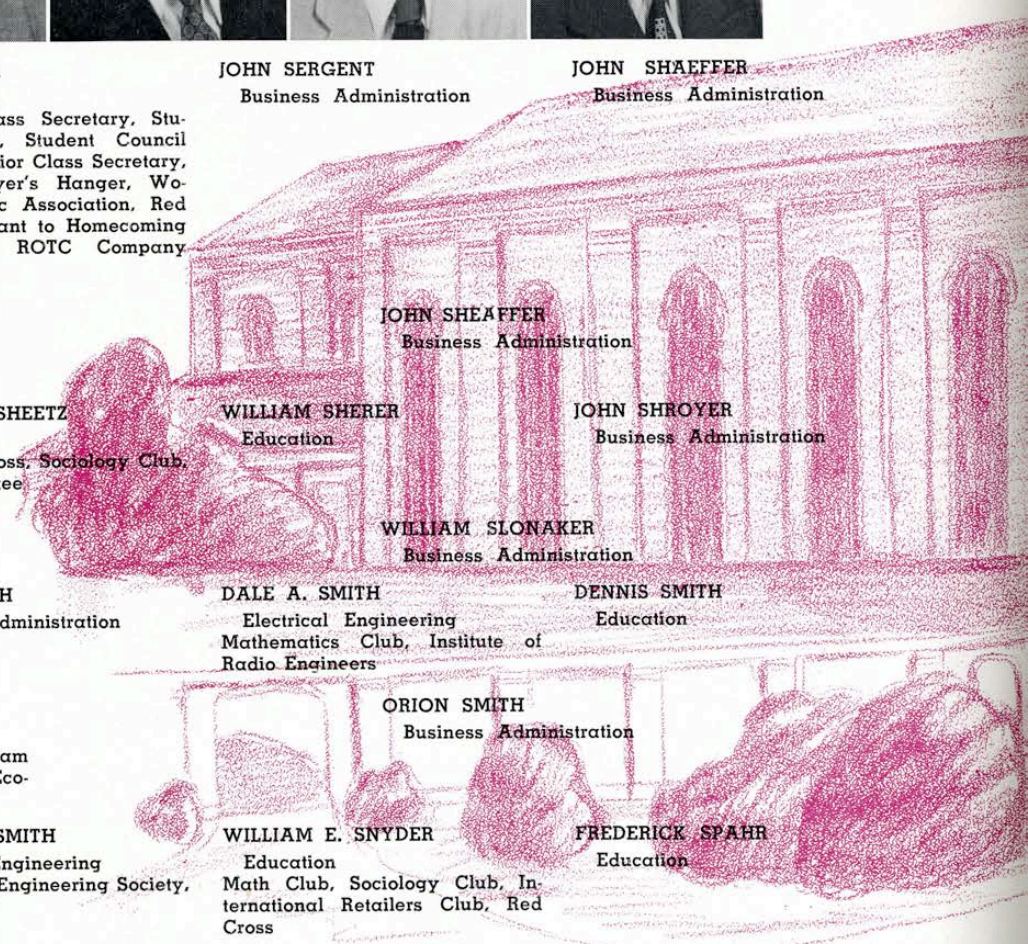 JOHN SERGENT
Business Administration
JOHN SHAEFFER
Business Administration
ass Secretary, Stu-
, Student Council
ior Class Secretary,
yer's Hanger, Wo-
c Association, Red
ant to Homecoming
ROTC Company
JOHN SHEAFFER
Business Administration
SHEETZ
oss, Sociology Club,
tee
WILLIAM SHERER
Education
JOHN SHROYER
Business Administration
WILLIAM SLONAKER
Business Administration
H
dministration
DALE A. SMITH
Electrical Engineering
Mathematics Club, Institute of
Radio Engineers
DENNIS SMITH
Education
ORION SMITH
Business Administration
am
Eco-
SMITH
ngineering
Engineering Society,
WILLIAM E. SNYDER
Education
Math Club, Sociology Club, In-
ternational Retailers Club, Red
Cross
FREDERICK SPAHR
Education